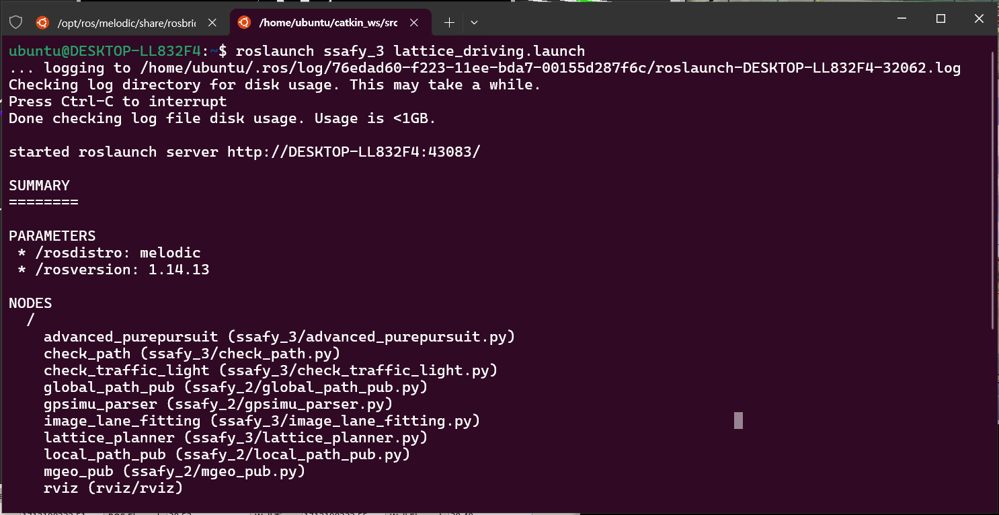 /opt/ros/melodic/share/rosbri
/home/ubuntu/catkin_ws/src
ubuntu@DESKTOP-LL832F4:~$ roslaunch ssafy_3 lattice_driving.launch
... logging to /home/ubuntu/.ros/log/76edad60-f223-11ee-bda7-00155d287f6c/roslaunch-DESKTOP-LL832F4-32062.log
Checking log directory for disk usage. This may take a while.
Press Ctrl-C to interrupt
Done checking log file disk usage. Usage is <1GB.
started roslaunch server http://DESKTOP-LL832F4:43083/
SUMMARY
========
PARAMETERS
* /rosdistro: melodic
* /rosversion: 1.14.13
NODES
/
advanced_purepursuit (ssafy_3/advanced_purepursuit.py)
check_path (ssafy_3/check_path.py)
check_traffic_light (ssafy_3/check_traffic_light.py)
global_path_pub (ssafy_2/global_path_pub.py)
gpsimu_parser (ssafy_2/gpsimu_parser.py)
image_lane_fitting (ssafy_3/image_lane_fitting.py)
lattice_planner (ssafy_3/lattice_planner.py)
local_path_pub (ssafy_2/local_path_pub.py)
mgeo_pub (ssafy_2/mgeo_pub.py)
rviz (rviz/rviz)